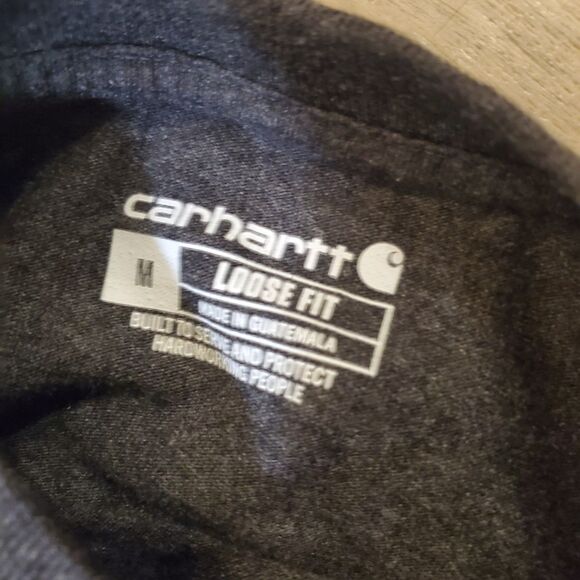 carhartt
M
LOOSE FIT
MADE IN GUATEMALA
BUILT TO SERVE AND PROTECT
HARDWORKING PEOPLE